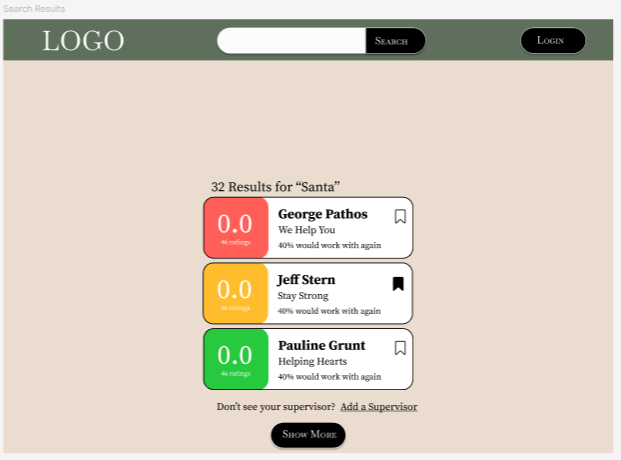 Search Results
LOGO
Search
Login
32 Results for “Santa”
0.0
46 ratings
George Pathos
We Help You
40% would work with again
0.0
46 ratings
Jeff Stern
Stay Strong
40% would work with again
0.0
46 ratings
Pauline Grunt
Helping Hearts
40% would work with again
Don't see your supervisor? Add a Supervisor
Show More